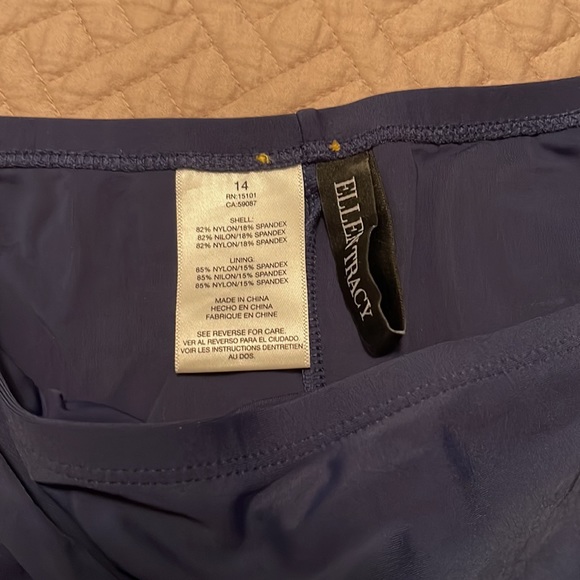 14
RN:15101
CA:59087
SHELL:
82% NYLON/18% SPANDEX
82% NILON/18% SPANDEX
82% NYLON/18% SPANDEX
LINING:
85% NYLON/15% SPANDEX
85% NILON/15% SPANDEX
85% NYLON/15% SPANDEX
MADE IN CHINA
HECHO EN CHINA
FABRIQUE EN CHINE
SEE REVERSE FOR CARE.
VER AL REVERSO PARA EL CIUDADO
VOIR LES INSTRUCTIONS DENTRETIEN
AU DOS.
ELLEN TRACY